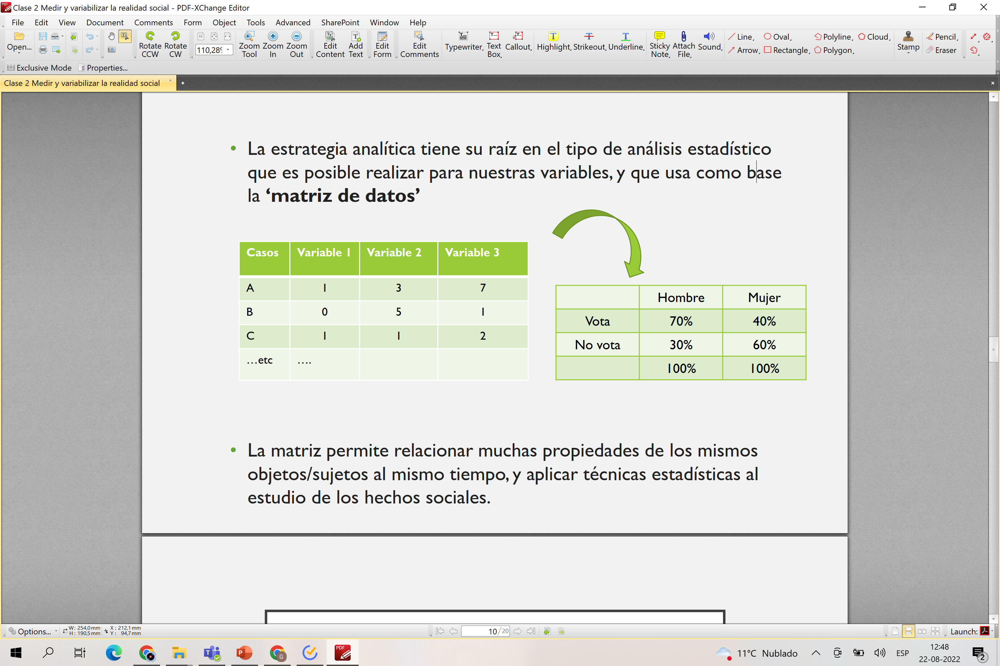 Clase 2 Medir y variabilizar la realidad social - PDF-XChange Editor
File Edit View Document Comments Form Object Tools Advanced SharePoint Window Help
Open... Rotate CCW Rotate CW 110,28% Zoom Tool Zoom In Zoom Out Edit Content Add Text Edit Form Edit Comments Typewriter Text Box Callout Highlight Strikeout Underline Sticky Note Attach File Sound Line Arrow Oval Rectangle Polyline Polygon Cloud Stamp Pencil Eraser
Exclusive Mode Properties...
Clase 2 Medir y variabilizar la realidad social
• La estrategia analítica tiene su raíz en el tipo de análisis estadístico
que es posible realizar para nuestras variables, y que usa como base
la ‘matriz de datos’
Casos Variable 1 Variable 2 Variable 3
A 1 3 7
B 0 5 1
C 1 1 2
...etc ....
Hombre Mujer
Vota 70% 40%
No vota 30% 60%
100% 100%
• La matriz permite relacionar muchas propiedades de los mismos
objetos/sujetos al mismo tiempo, y aplicar técnicas estadísticas al
estudio de los hechos sociales.
Options... W: 254,0 mm X: 212,1 mm 10/20 Launch:
H: 190,5 mm Y: 94,7 mm
11°C Nublado ESP 12:48
22-08-2022 2